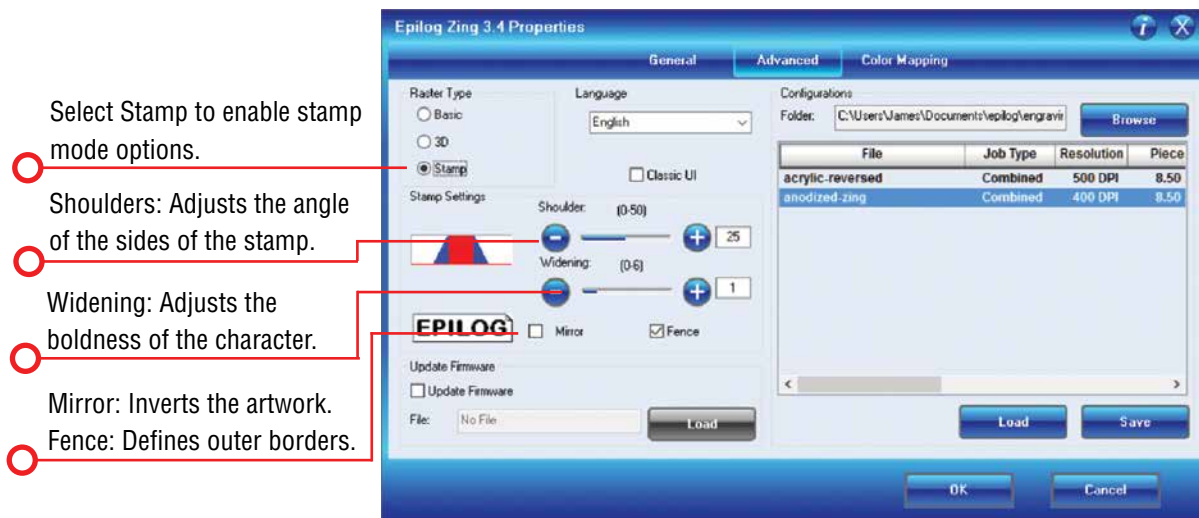 Select Stamp to enable stamp
mode options.
Shoulders: Adjusts the angle
of the sides of the stamp.
Widening: Adjusts the
boldness of the character.
Mirror: Inverts the artwork.
Fence: Defines outer borders.
Epilog Zing 3.4 Properties
General Advanced Color Mapping
Raster Type
Basic
3D
Stamp
Language
English
Classic UI
Stamp Settings
Shoulder: (0-50)
25
Widening: (0-6)
1
EPILOG
Mirror
Fence
Update Firmware
Update Firmware
File: No File
Load
Configurations
Folder: C:\Users\James\Documents\epilog\engravin
Browse
File Job Type Resolution Piece
acrylic-reversed Combined 500 DPI 8.50
anodized-zing Combined 400 DPI 8.50
Load Save
OK Cancel